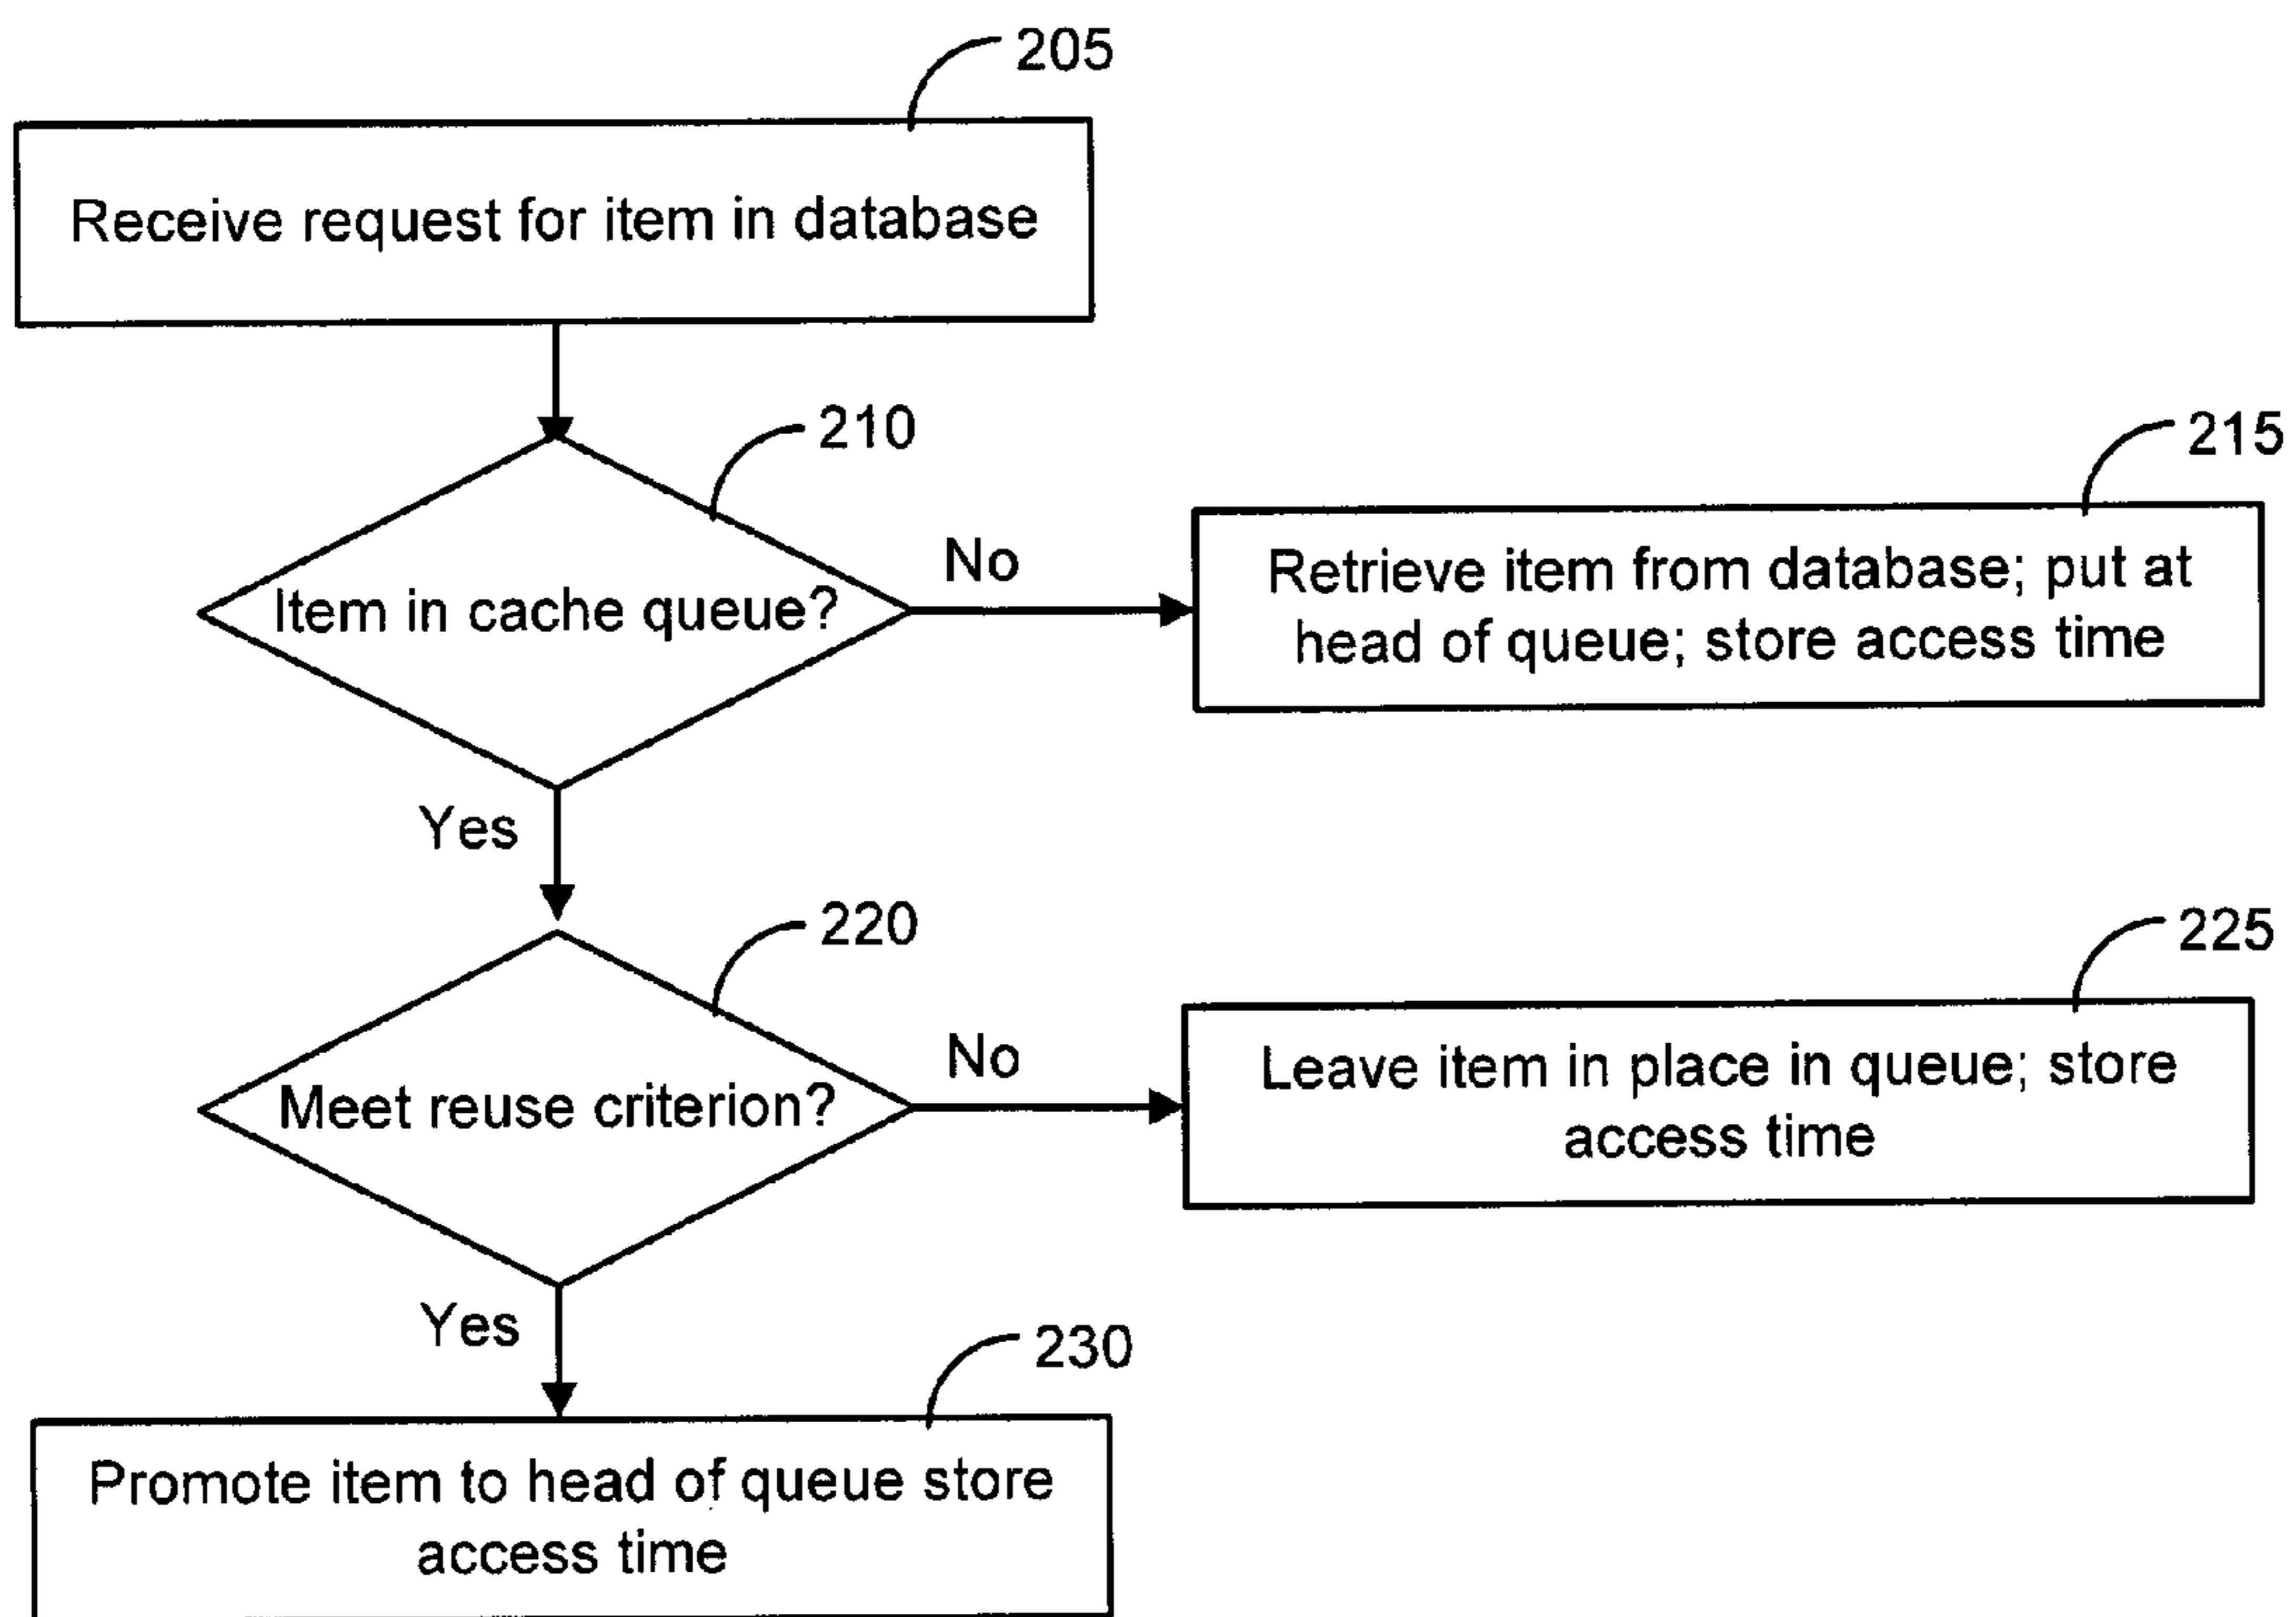 205
Receive request for item in database
210
215
Item in cache queue?
No
Retrieve item from database; put at
head of queue; store access time
Yes
220
225
Meet reuse criterion?
No
Leave item in place in queue; store
access time
Yes
230
Promote item to head of queue store
access time